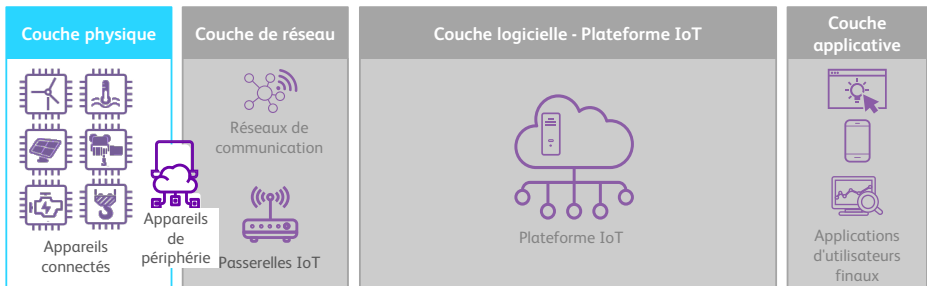 Couche physique
Appareils
connectés
Appareils
de
périphérie
Couche de réseau
Réseaux de
communication
Passerelles IoT
Couche logicielle - Plateforme IoT
Plateforme IoT
Couche
applicative
Applications
d'utilisateurs
finaux